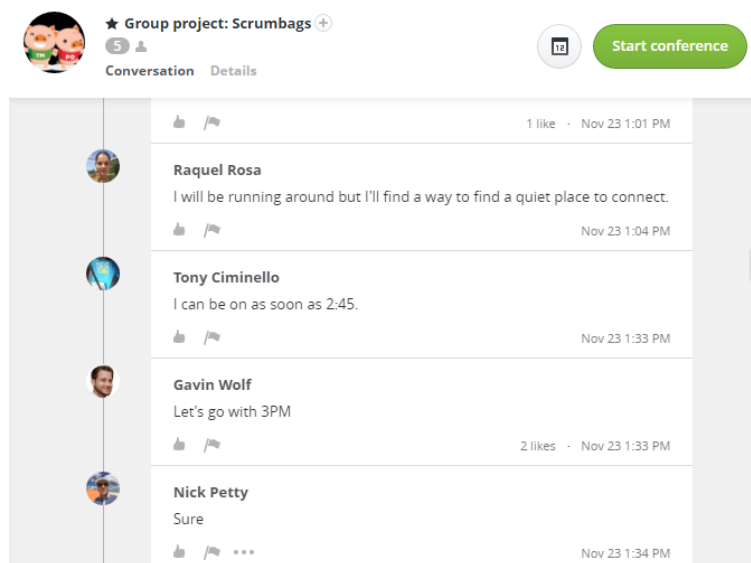 ★ Group project: Scrumbags +
5
Conversation Details
12
Start conference
1 like · Nov 23 1:01 PM
Raquel Rosa
I will be running around but I'll find a way to find a quiet place to connect.
Nov 23 1:04 PM
Tony Ciminello
I can be on as soon as 2:45.
Nov 23 1:33 PM
Gavin Wolf
Let's go with 3PM
2 likes · Nov 23 1:33 PM
Nick Petty
Sure
Nov 23 1:34 PM